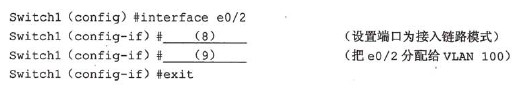 Switch1 (config) #interface e0/2
Switch1 (config-if) # (8) (设置端口为接入链路模式)
Switch1 (config-if) # (9) (把 e0/2 分配给 VLAN 100)
Switch1 (config-if) #exit